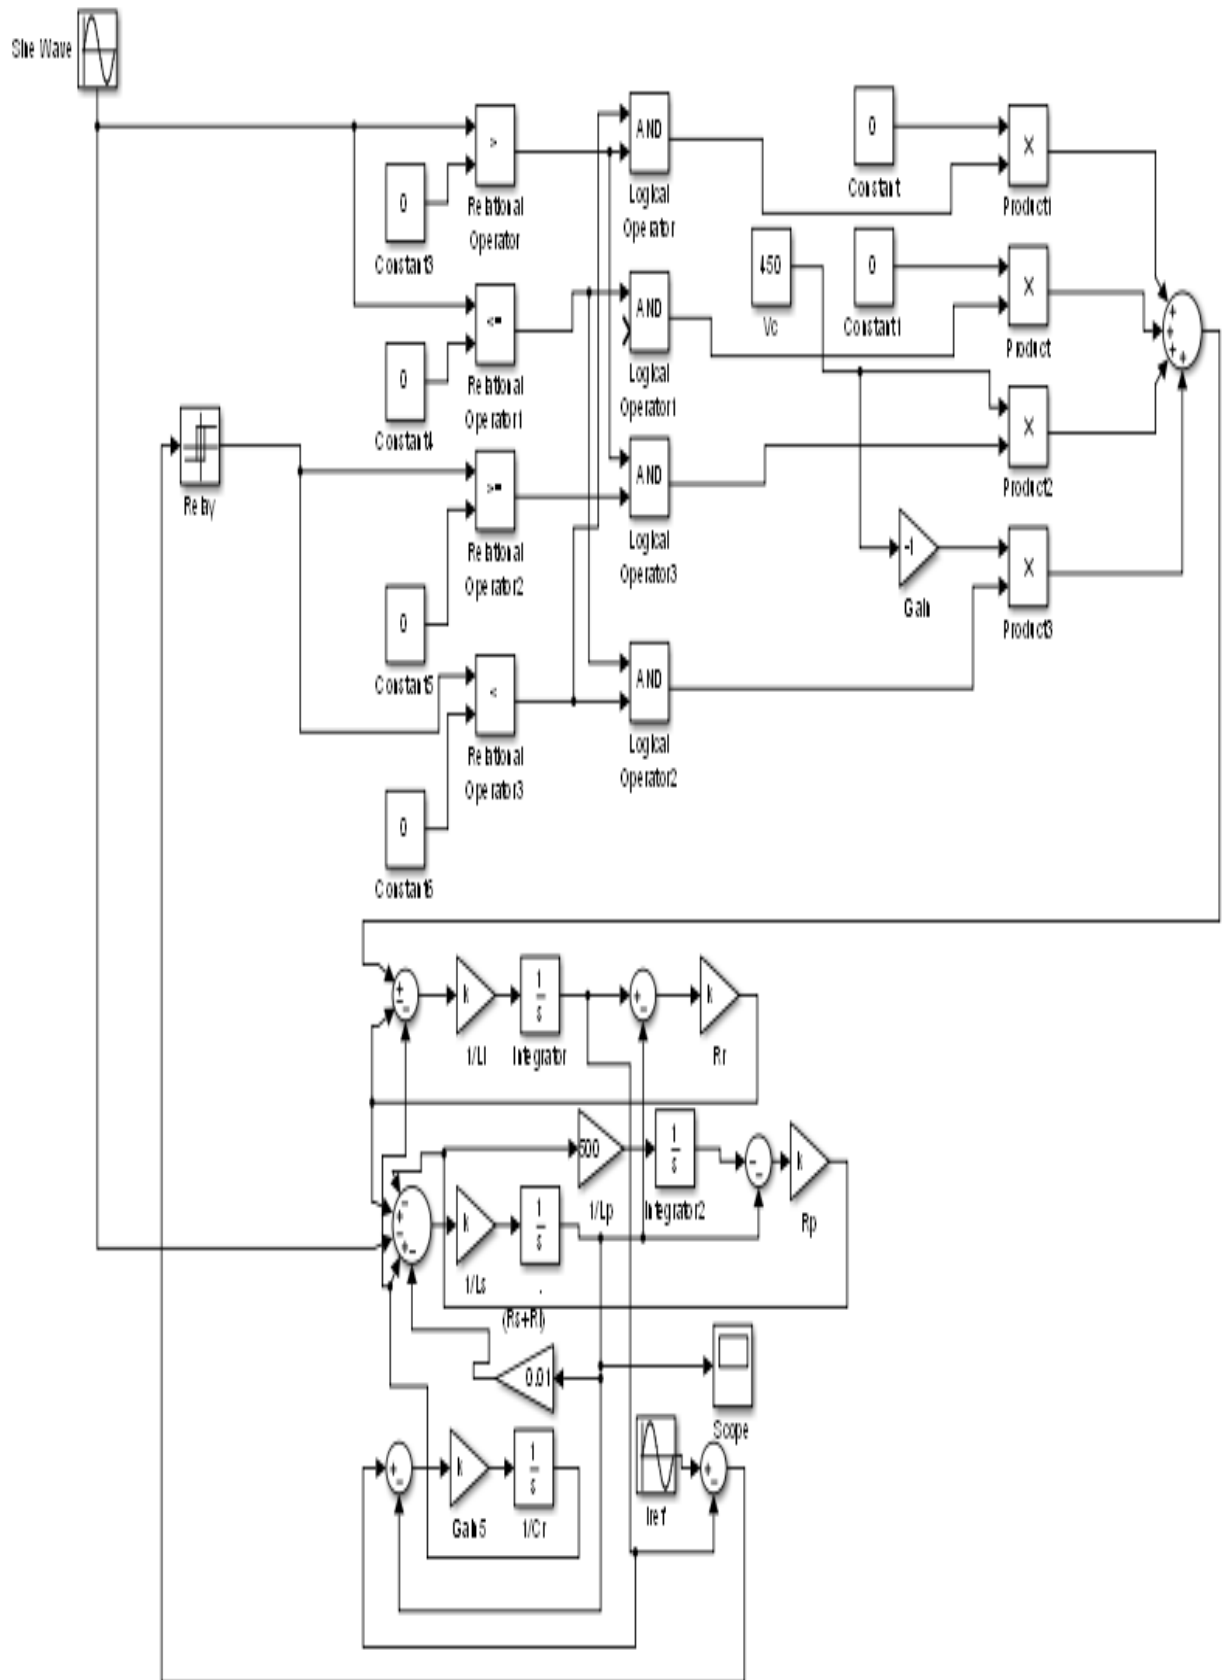 Sine Wave
>
AND
0
X
Constant
Product1
0
Constant3
Relational
Operator
Logical
Operator
450
Vc
0
Constant1
X
Product
<=
AND
0
Constant4
Relational
Operator1
Logical
Operator1
+
+
+
+
X
Product2
Relay
>=
AND
Relational
Operator2
Logical
Operator3
-1
Gain
X
Product3
0
Constant5
<
AND
Relational
Operator3
Logical
Operator2
0
Constant6
+
-
-
k
1/Li
1
s
Integrator
+
-
k
Rr
500
1/Lp
1
s
Integrator2
-
-
k
Rp
-
+
-
+
-
k
1/Ls
1
s
.
(Rs+Ri)
0.01
Scope
+
-
k
Gain5
1
s
1/Cr
Iref
+
-